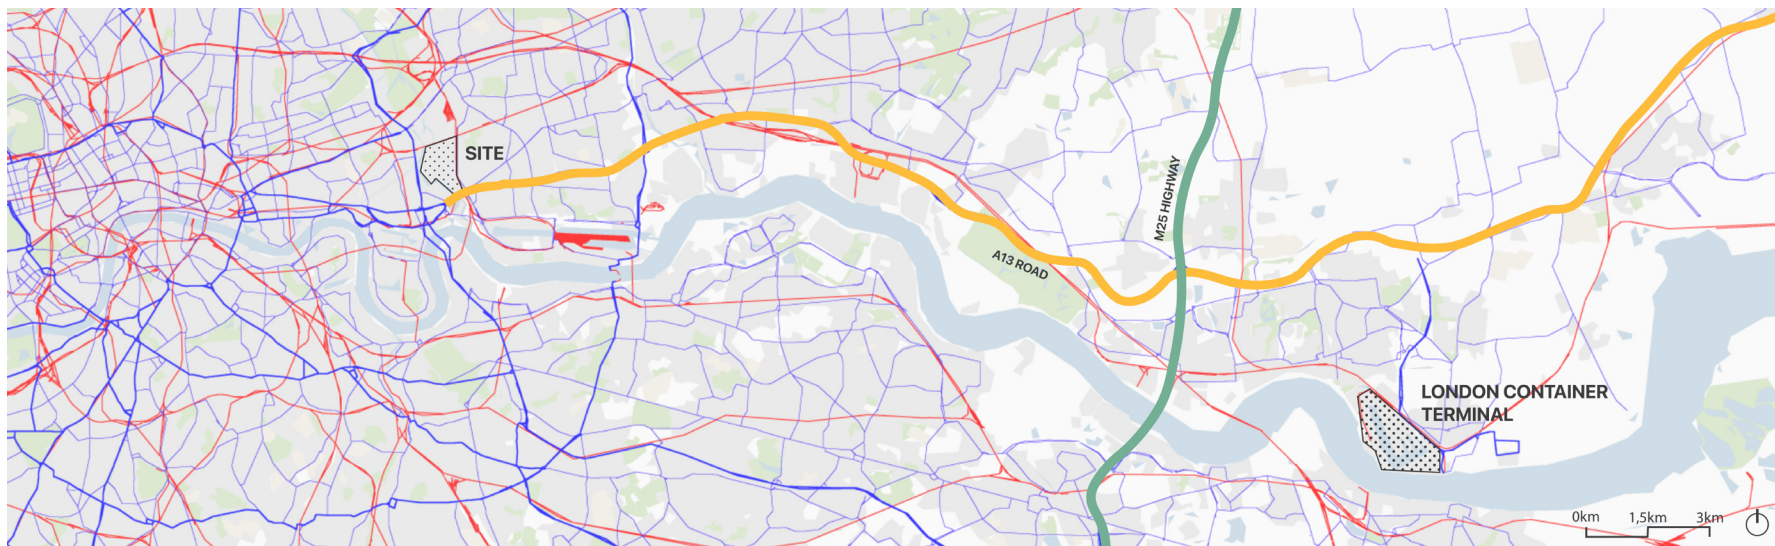 SITE
M25 HIGHWAY
A13 ROAD
LONDON CONTAINER
TERMINAL
0km 1,5km 3km